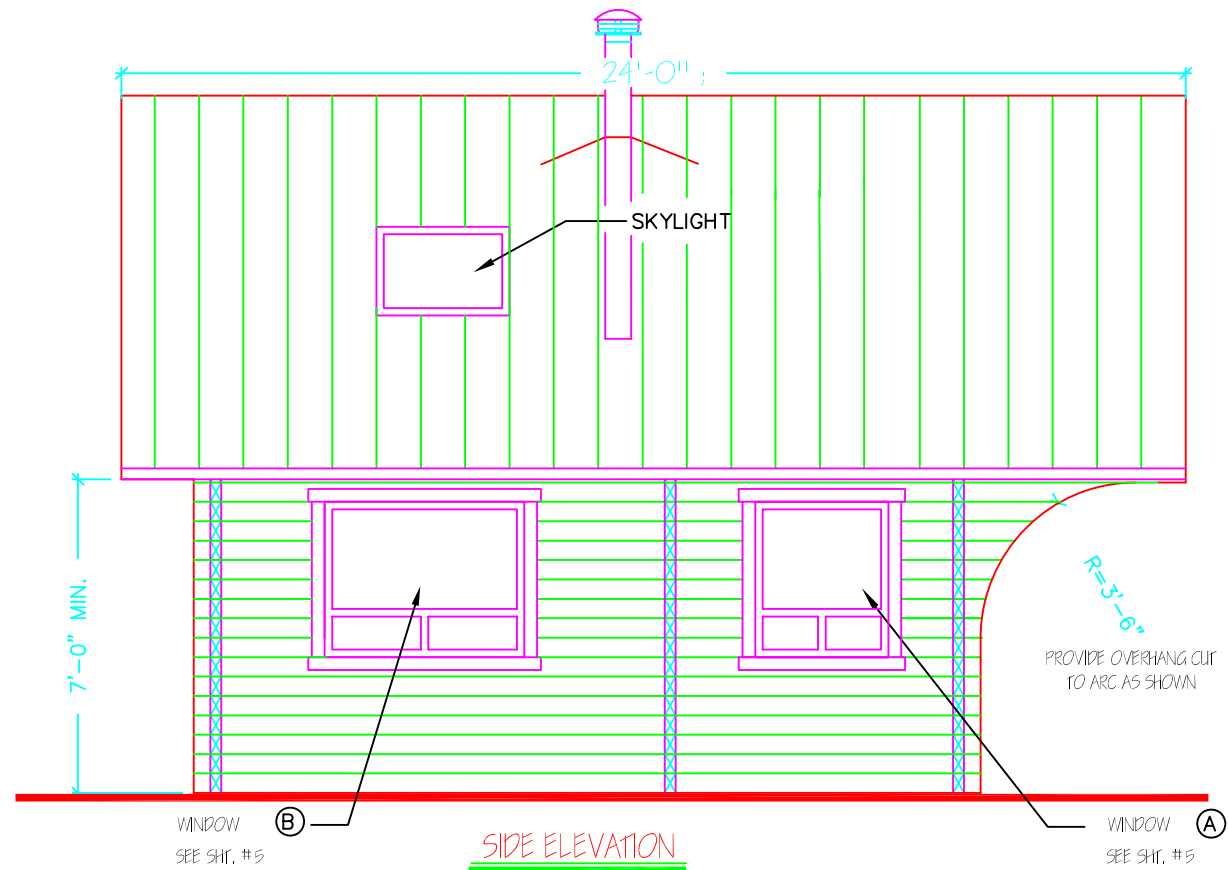 24'-0" ;
SKYLIGHT
7'-0" MIN.
R=3'-6"
PROVIDE OVERHANG CUT
TO ARC AS SHOWN
WINDOW B
SEE SHT. #5
SIDE ELEVATION
WINDOW A
SEE SHT. #5